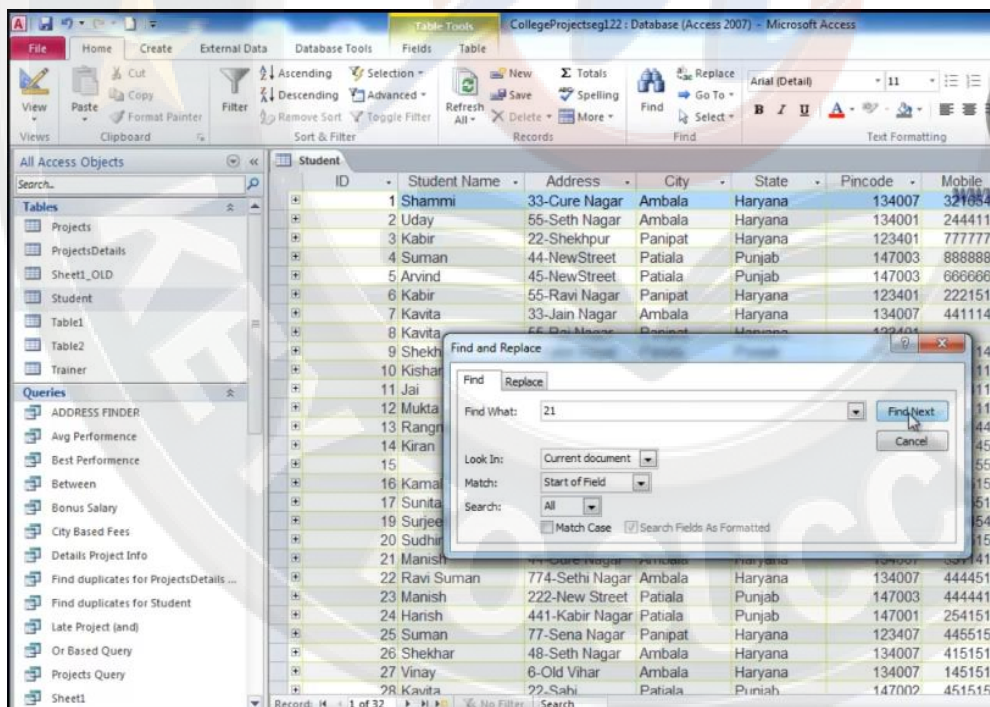 Table Tools CollegeProjectseg122 : Database (Access 2007) - Microsoft Access
File Home Create External Data Database Tools Fields Table
View Paste Cut Copy Format Painter Filter Ascending Descending Remove Sort Selection Advanced Toggle Filter Refresh All New Save Delete Totals Spelling More Find Replace Go To Select Arial (Detail) 11 B I U A
Views Clipboard Sort & Filter Records Find Text Formatting
All Access Objects
Search..
Tables
Projects
ProjectsDetails
Sheet1_OLD
Student
Table1
Table2
Trainer
Queries
ADDRESS FINDER
Avg Performence
Best Performence
Between
Bonus Salary
City Based Fees
Details Project Info
Find duplicates for ProjectsDetails ...
Find duplicates for Student
Late Project (and)
Or Based Query
Projects Query
Sheet1
Student
ID Student Name Address City State Pincode Mobile
1 Shammi 33-Cure Nagar Ambala Haryana 134007
2 Uday 55-Seth Nagar Ambala Haryana 134001 244411
3 Kabir 22-Shekhpur Panipat Haryana 123401 777777
4 Suman 44-NewStreet Patiala Punjab 147003 888888
5 Arvind 45-NewStreet Patiala Punjab 147003 666666
6 Kabir 55-Ravi Nagar Panipat Haryana 123401 222151
7 Kavita 33-Jain Nagar Ambala Haryana 134007 441114
8 Kavita
9 Shekh
10 Kishar
11 Jai
12 Mukta
13 Rangn
14 Kiran
15
16 Kamal
17 Sunita
19 Surjee
20 Sudhir
21 Manish
22 Ravi Suman 774-Sethi Nagar Ambala Haryana 134007 444451
23 Manish 222-New Street Patiala Punjab 147003 444441
24 Harish 441-Kabir Nagar Patiala Punjab 147001 254151
25 Suman 77-Sena Nagar Panipat Haryana 123407 445515
26 Shekhar 48-Seth Nagar Ambala Haryana 134007 415151
27 Vinay 6-Old Vihar Ambala Haryana 134007 145151
28 Kavita 22-Sahi Patiala Punjab 147002 451515
Record: 1 of 32 No Filter Search
Find and Replace
Find Replace
Find What: 21 Find Next
Cancel
Look In: Current document
Match: Start of Field
Search: All
Match Case Search Fields As Formatted